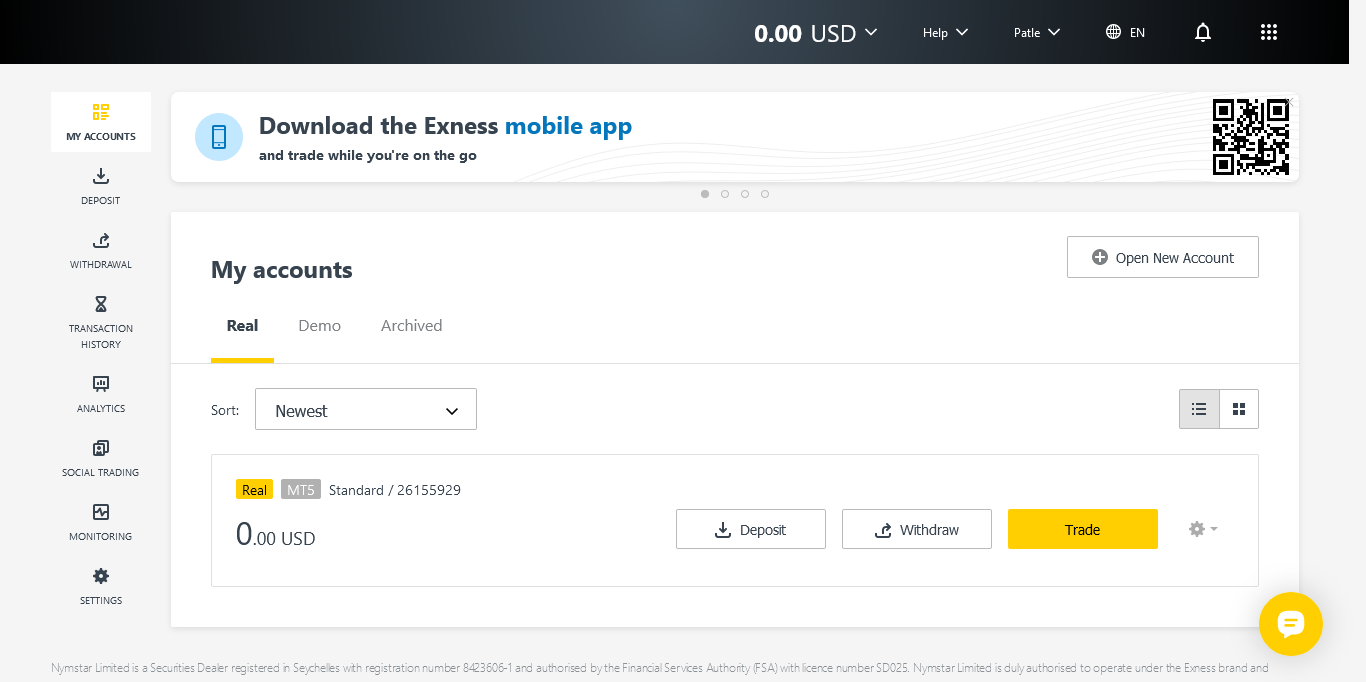 0.00 USD
Help
Patle
EN
MY ACCOUNTS
DEPOSIT
WITHDRAWAL
TRANSACTION
HISTORY
ANALYTICS
SOCIAL TRADING
MONITORING
SETTINGS
Download the Exness mobile app
and trade while you're on the go
My accounts
Open New Account
Real
Demo
Archived
Sort:
Newest
Real
MT5
Standard / 26155929
0.00 USD
Deposit
Withdraw
Trade
Nymstar Limited is a Securities Dealer registered in Seychelles with registration number 8423606-1 and authorised by the Financial Services Authority (FSA) with licence number SD025. Nymstar Limited is duly authorised to operate under the Exness brand and